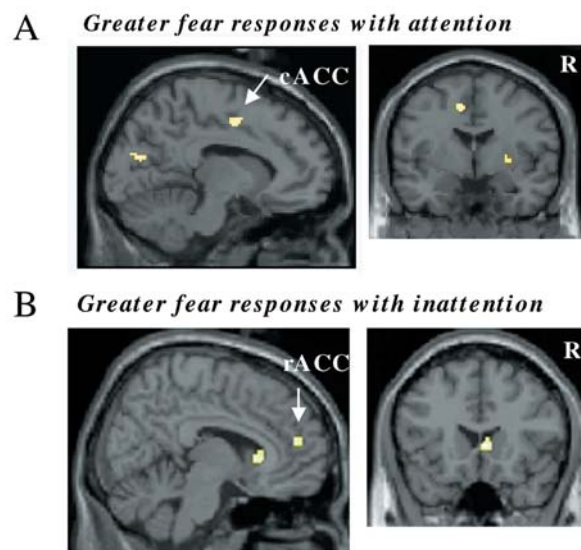 A
Greater fear responses with attention
cACC
R
B
Greater fear responses with inattention
rACC
R